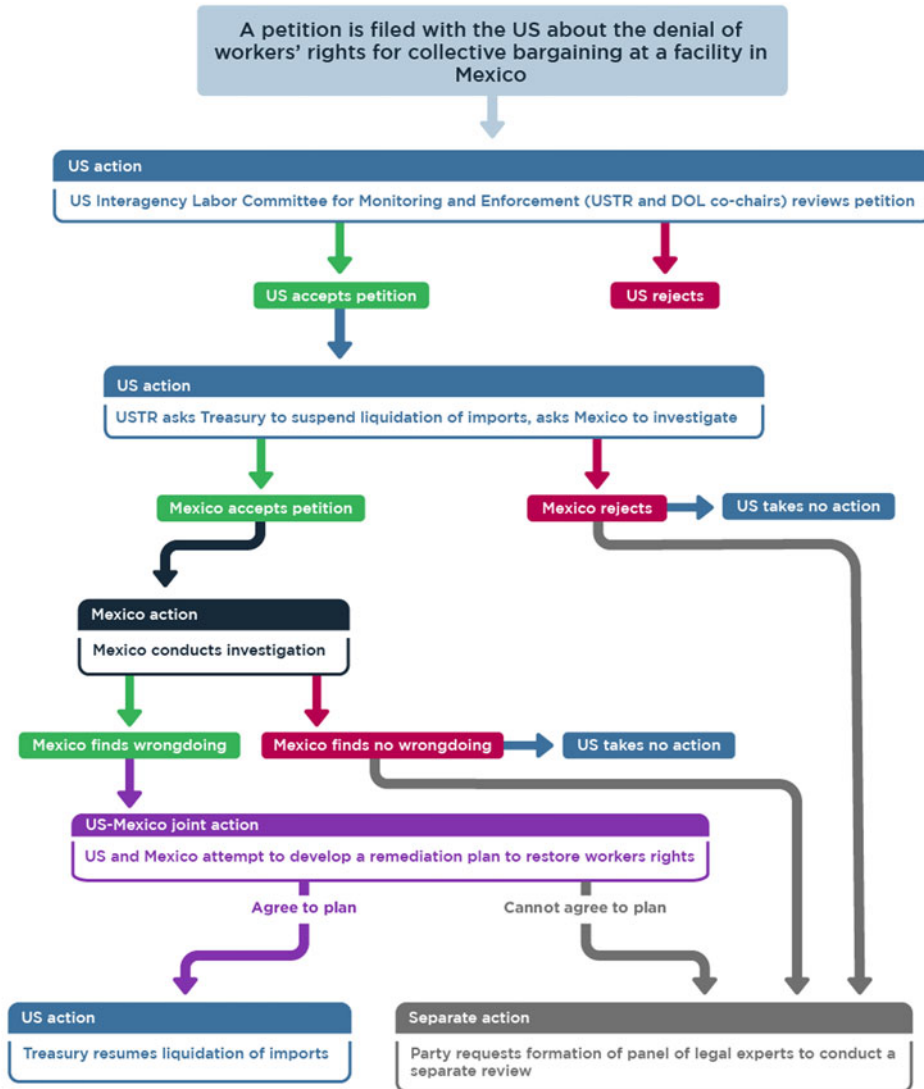 A petition is filed with the US about the denial of
workers' rights for collective bargaining at a facility in
Mexico
US action
US Interagency Labor Committee for Monitoring and Enforcement (USTR and DOL co-chairs) reviews petition
US accepts petition
US rejects
US action
USTR asks Treasury to suspend liquidation of imports, asks Mexico to investigate
Mexico accepts petition
Mexico rejects
US takes no action
Mexico action
Mexico conducts investigation
Mexico finds wrongdoing
Mexico finds no wrongdoing
US takes no action
US-Mexico joint action
US and Mexico attempt to develop a remediation plan to restore workers rights
Agree to plan
Cannot agree to plan
US action
Treasury resumes liquidation of imports
Separate action
Party requests formation of panel of legal experts to conduct a
separate review